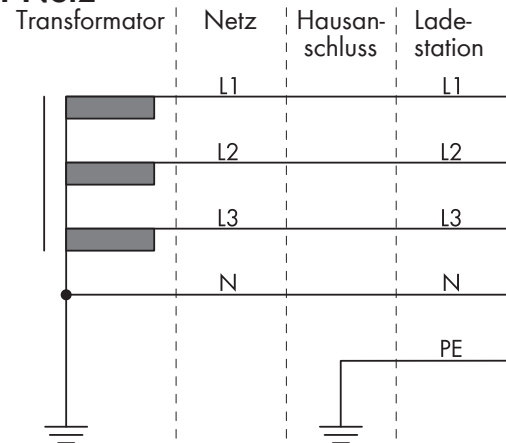 Transformator
Netz
Hausan-
schluss
Lade-
station
L1
L1
L2
L2
L3
L3
N
N
PE